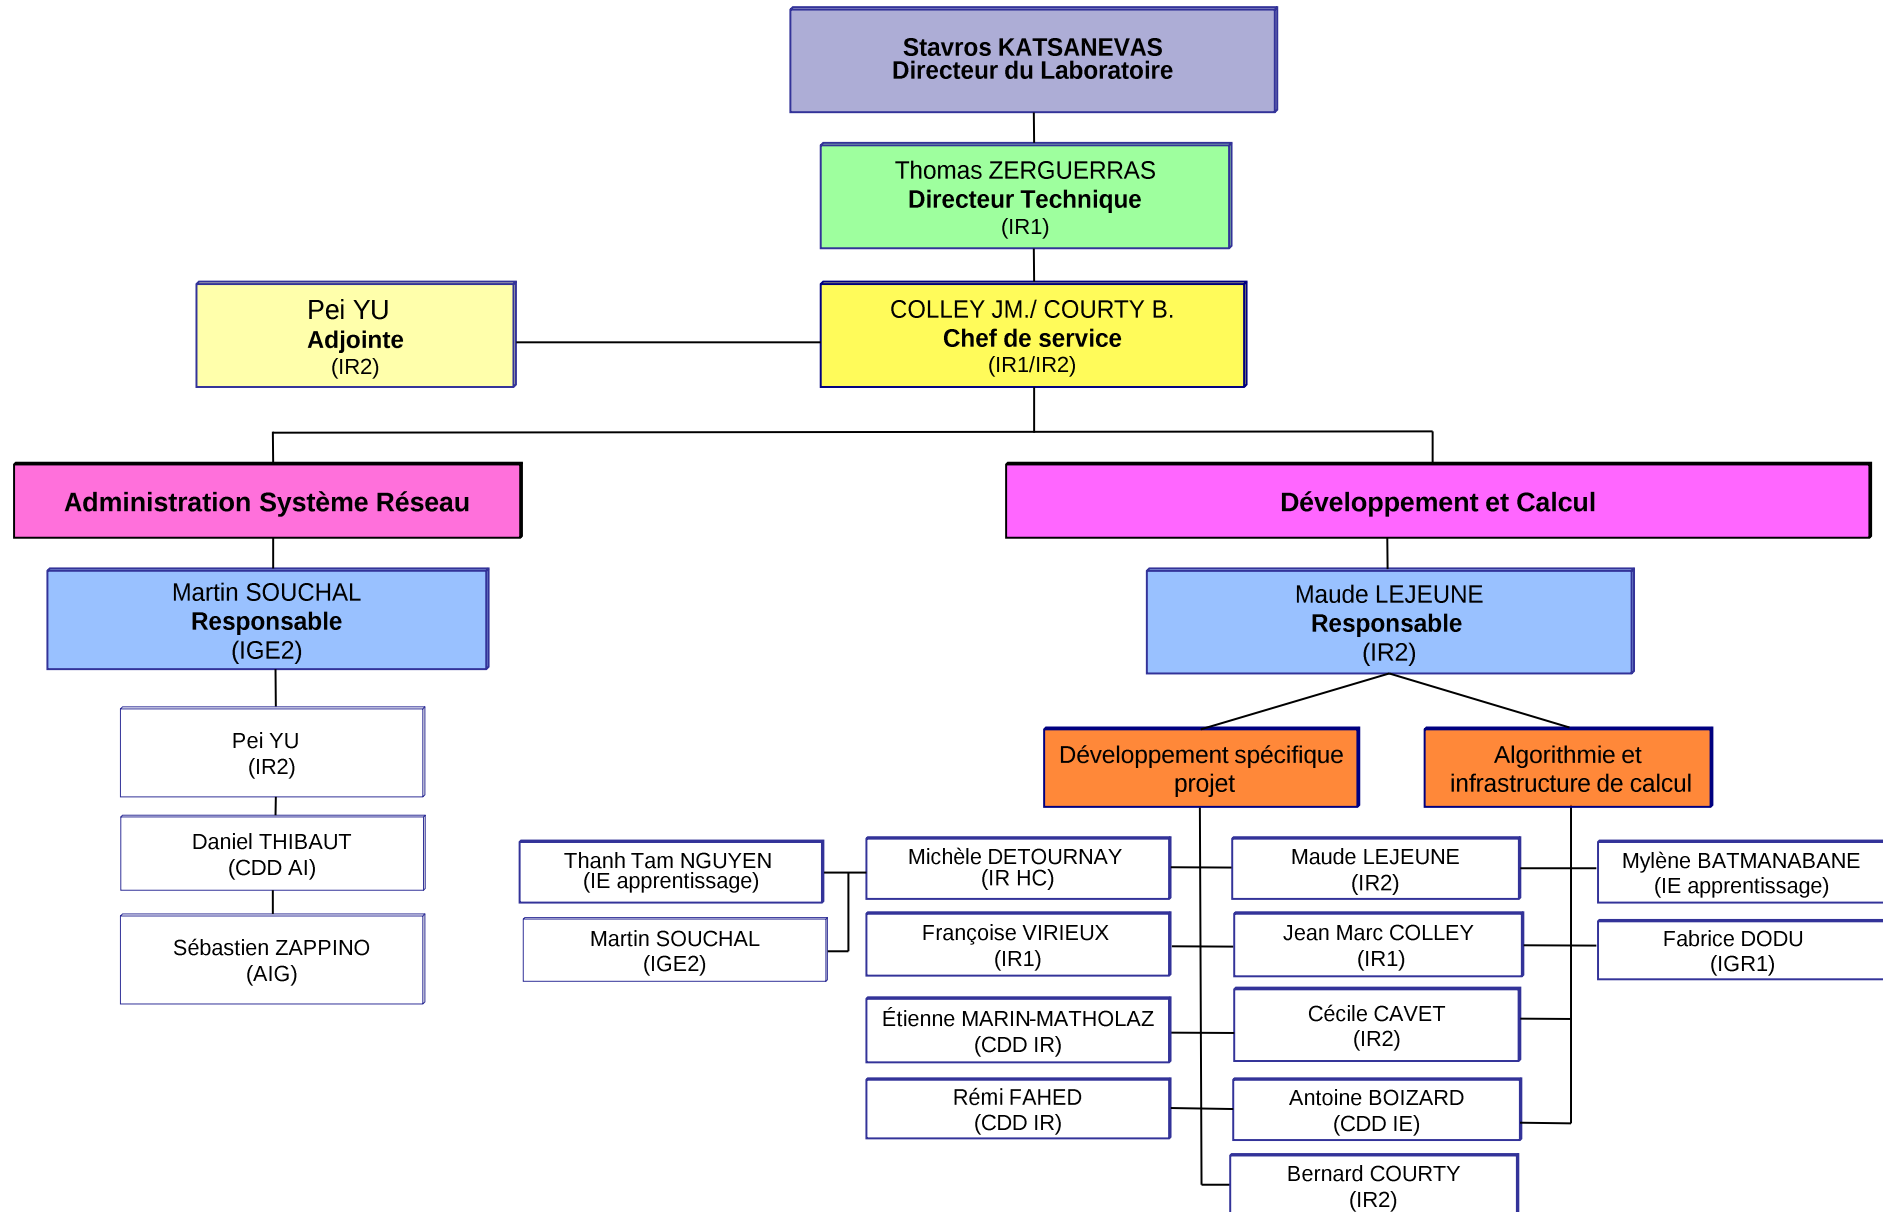 Stavros KATSANEVAS
Directeur du Laboratoire
Thomas ZERGUERRAS
Directeur Technique
(IR1)
Pei YU
Adjointe
(IR2)
COLLEY JM./ COURTY B.
Chef de service
(IR1/IR2)
Administration Système Réseau
Développement et Calcul
Martin SOUCHAL
Responsable
(IGE2)
Maude LEJEUNE
Responsable
(IR2)
Pei YU
(IR2)
Daniel THIBAUT
(CDD AI)
Sébastien ZAPPINO
(AIG)
Développement spécifique
projet
Algorithmie et
infrastructure de calcul
Thanh Tam NGUYEN
(IE apprentissage)
Martin SOUCHAL
(IGE2)
Michèle DETOURNAY
(IR HC)
Françoise VIRIEUX
(IR1)
Étienne MARIN-MATHOLAZ
(CDD IR)
Rémi FAHED
(CDD IR)
Maude LEJEUNE
(IR2)
Jean Marc COLLEY
(IR1)
Cécile CAVET
(IR2)
Antoine BOIZARD
(CDD IE)
Bernard COURTY
(IR2)
Mylène BATMANABANE
(IE apprentissage)
Fabrice DODU
(IGR1)